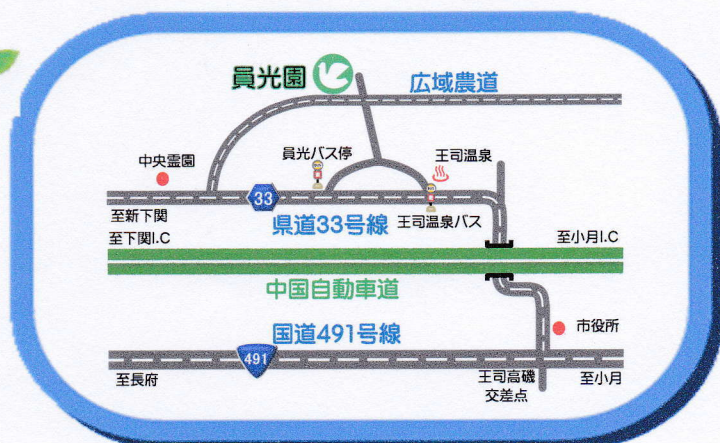 員光園
広域農道
中央霊園
員光バス停
王司温泉
33
至新下関
県道33号線
王司温泉バス
至下関I.C
至小月I.C
中国自動車道
国道491号線
市役所
491
至長府
王司高磯
交差点
至小月